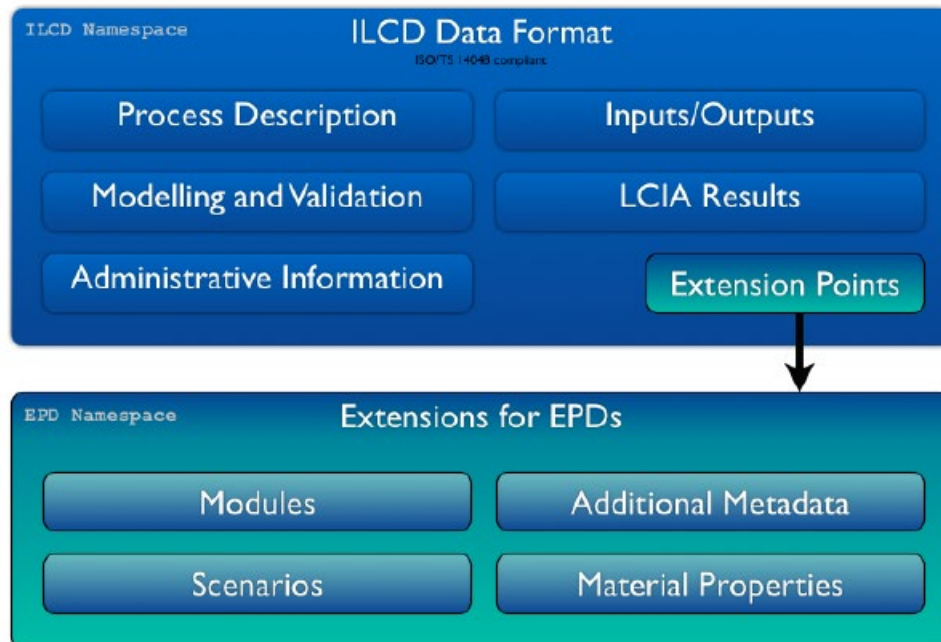 ILCD Namespace
ILCD Data Format
ISO/TS 14048 compliant
Process Description
Inputs/Outputs
Modelling and Validation
LCIA Results
Administrative Information
Extension Points
EPD Namespace
Extensions for EPDs
Modules
Additional Metadata
Scenarios
Material Properties